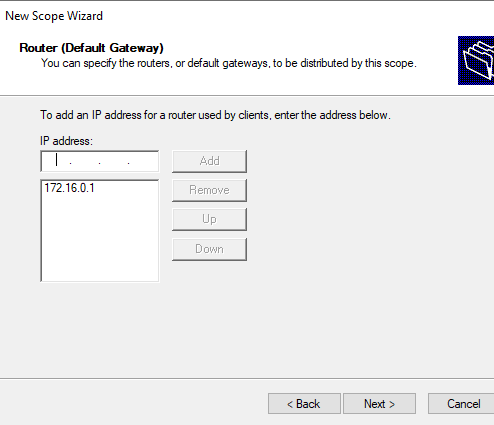 New Scope Wizard
Router (Default Gateway)
You can specify the routers, or default gateways, to be distributed by this scope.
To add an IP address for a router used by clients, enter the address below.
IP address:
. . .
Add
172.16.0.1
Remove
Up
Down
< Back
Next >
Cancel